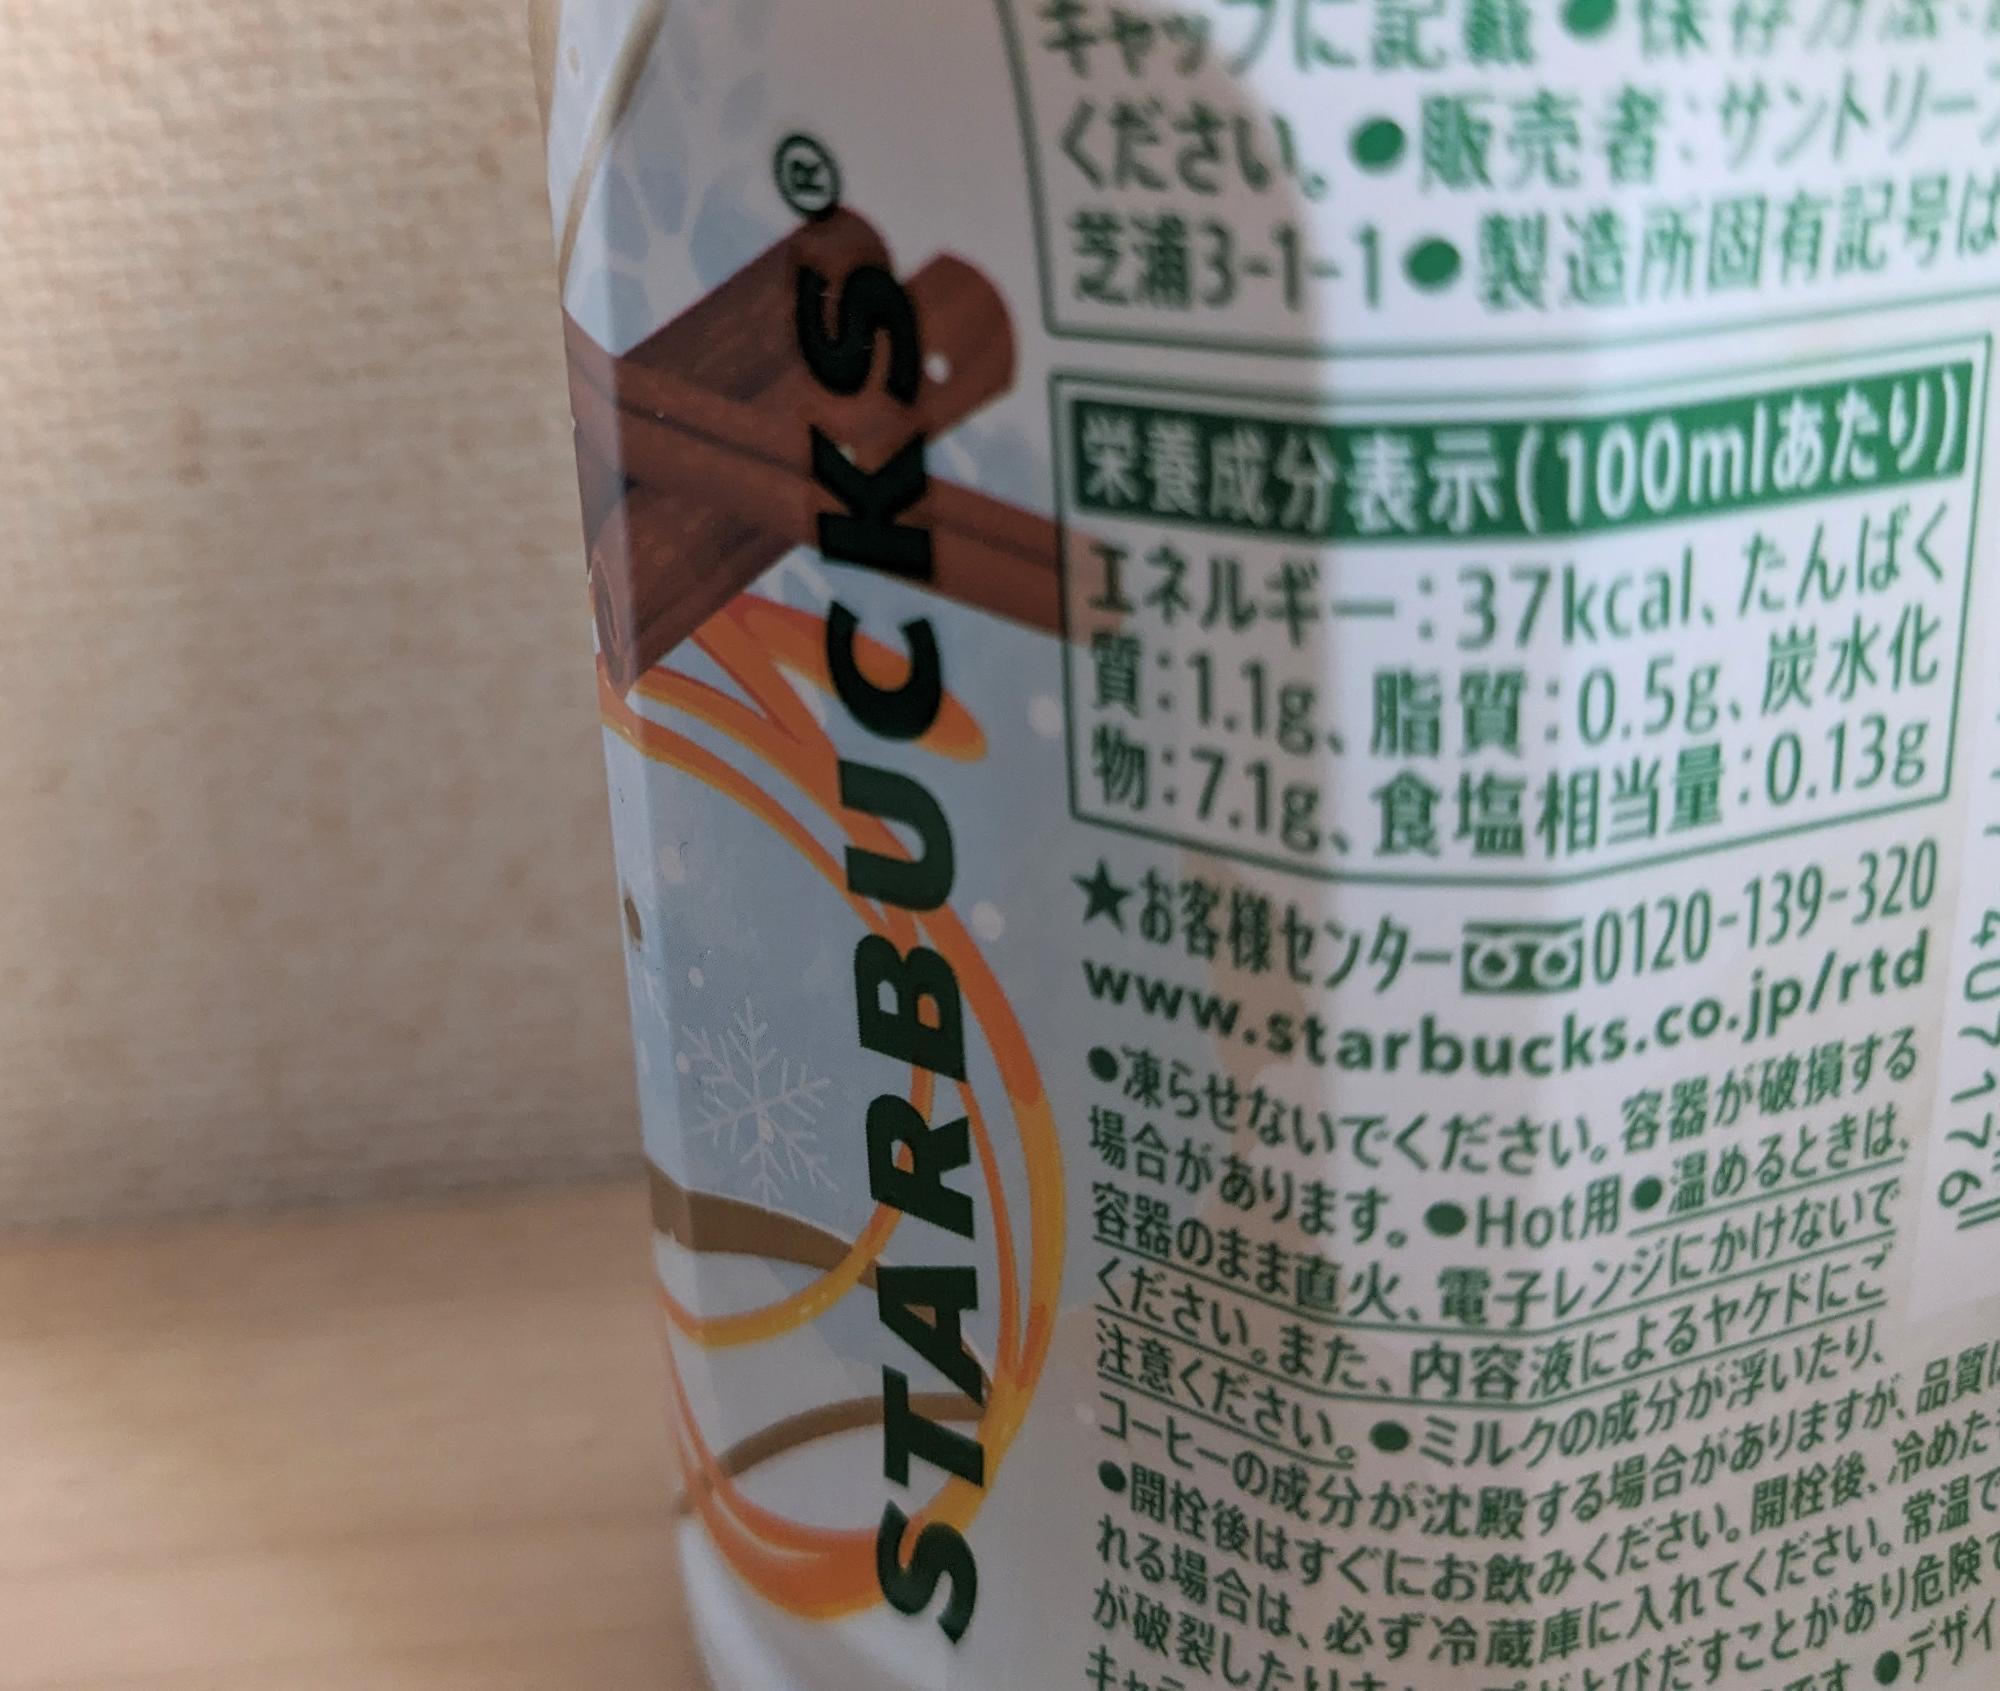 キャップに記載●保存方法
ください。●販売者:サントリー
芝浦3-1-1●製造所固有記号は
栄養成分表示(100mlあたり)
エネルギー:37kcal、たんぱく
質:1.1g、脂質:0.5g、炭水化
物:7.1g、食塩相当量:0.13g
★お客様センター0120-139-320
www.starbucks.co.jp/rtd
●凍らせないでください。容器が破損する
場合があります。●Hot用●温めるときは、
容器のまま直火、電子レンジにかけないで
ください。また、内容液によるヤケドにご
注意ください。●ミルクの成分が浮いたり、
コーヒーの成分が沈殿する場合がありますが、品質に
●開栓後はすぐにお飲みください。開栓後、冷めた
れる場合は、必ず冷蔵庫に入れてください。常温で
が破裂したり、キャップがとびだすことがあり危険で
です ●デザイ
STARBUCKS®
407176